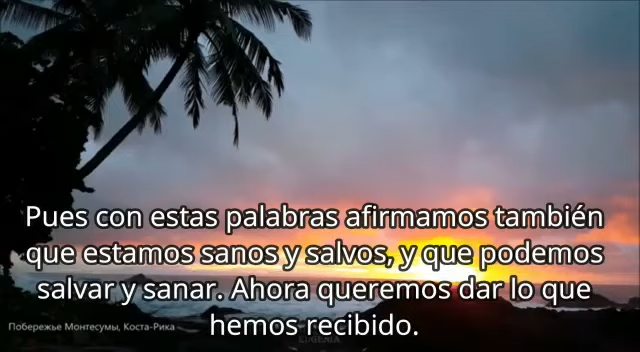 Pues con estas palabras afirmamos también
que estamos sanos y salvos, y que podemos
salvar y sanar. Ahora queremos dar lo que
hemos recibido.
Побережье Монтесумы, Коста-Рика